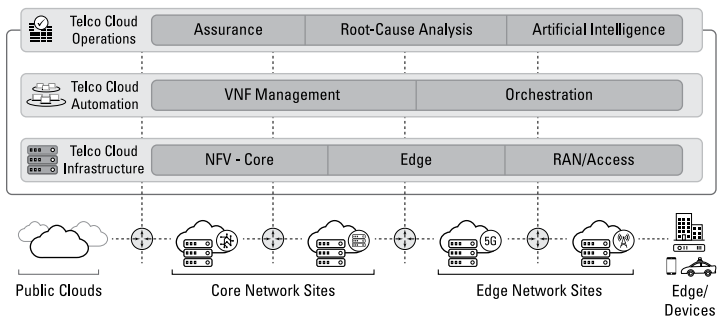 Telco Cloud
Operations
Assurance
Root-Cause Analysis
Artificial Intelligence
Telco Cloud
Automation
VNF Management
Orchestration
Telco Cloud
Infrastructure
NFV - Core
Edge
RAN/Access
5G
Public Clouds
Core Network Sites
Edge Network Sites
Edge/
Devices